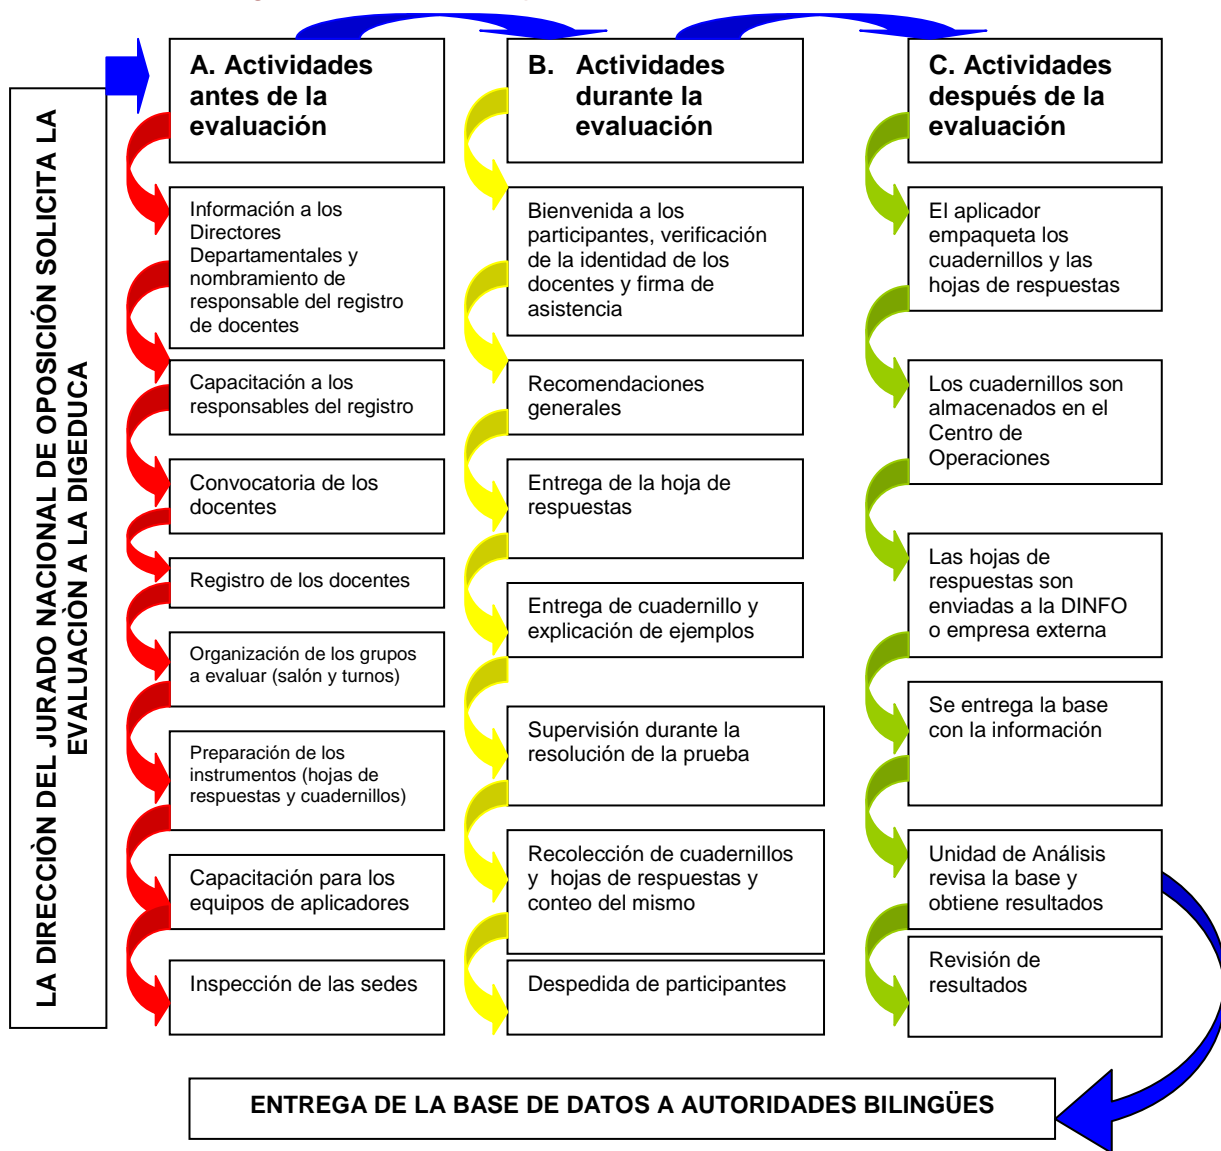 LA DIRECCIÒN DEL JURADO NACIONAL DE OPOSICIÓN SOLICITA LA
EVALUACIÒN A LA DIGEDUCA
A. Actividades
antes de la
evaluación
Información a los
Directores
Departamentales y
nombramiento de
responsable del registro
de docentes
Capacitación a los
responsables del registro
Convocatoria de los
docentes
Registro de los docentes
Organización de los grupos
a evaluar (salón y turnos)
Preparación de los
instrumentos (hojas de
respuestas y cuadernillos)
Capacitación para los
equipos de aplicadores
Inspección de las sedes
B. Actividades
durante la
evaluación
Bienvenida a los
participantes, verificación
de la identidad de los
docentes y firma de
asistencia
Recomendaciones
generales
Entrega de la hoja de
respuestas
Entrega de cuadernillo y
explicación de ejemplos
Supervisión durante la
resolución de la prueba
Recolección de cuadernillos
y hojas de respuestas y
conteo del mismo
Despedida de participantes
C. Actividades
después de la
evaluación
El aplicador
empaqueta los
cuadernillos y las
hojas de respuestas
Los cuadernillos son
almacenados en el
Centro de
Operaciones
Las hojas de
respuestas son
enviadas a la DINFO
o empresa externa
Se entrega la base
con la información
Unidad de Análisis
revisa la base y
obtiene resultados
Revisión de
resultados
ENTREGA DE LA BASE DE DATOS A AUTORIDADES BILINGÜES